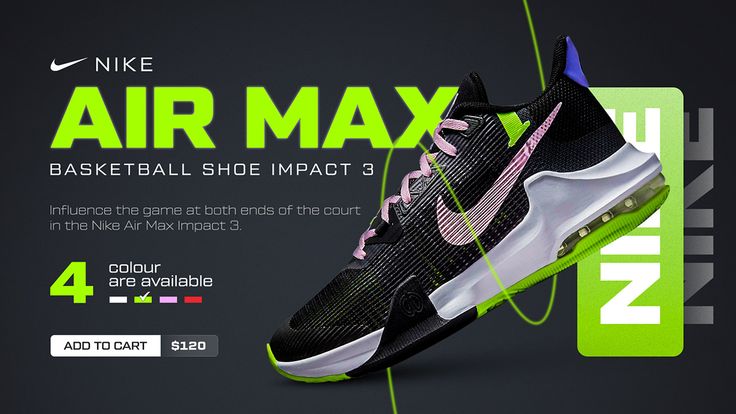 NIKE
AIR MAX
BASKETBALL SHOE IMPACT 3
Influence the game at both ends of the court
in the Nike Air Max Impact 3.
4
colour
are available
ADD TO CART
$120
NIKE
NIKE